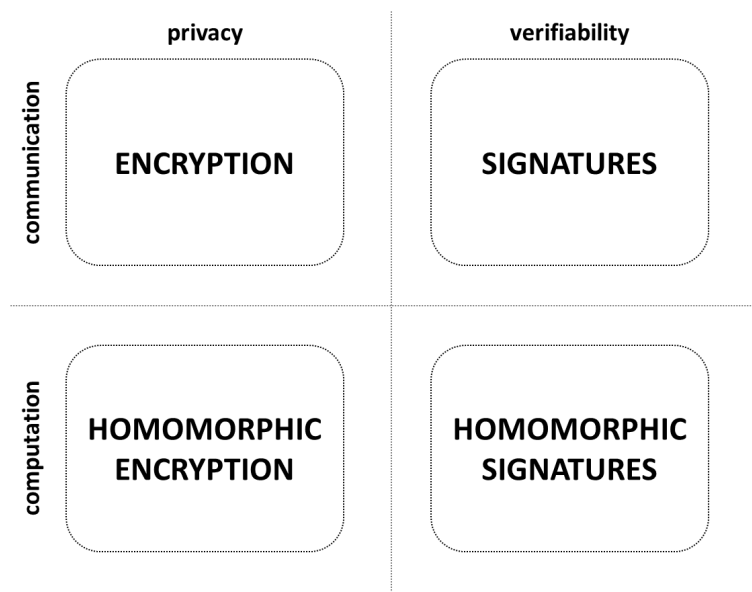 privacy
verifiability
communication
ENCRYPTION
SIGNATURES
computation
HOMOMORPHIC
ENCRYPTION
HOMOMORPHIC
SIGNATURES